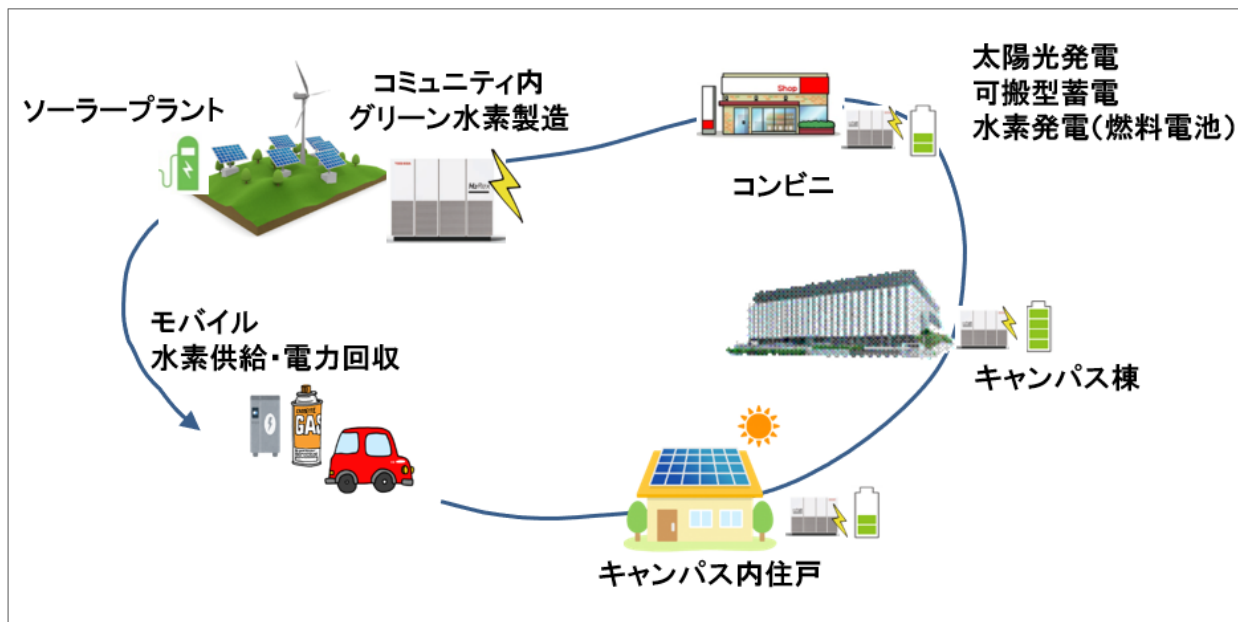 太陽光発電
可搬型蓄電
水素発電(燃料電池)
コミュニティ内
グリーン水素製造
ソーラープラント
Shop
コンビニ
モバイル
水素供給・電力回収
GAS
キャンパス棟
キャンパス内住戸